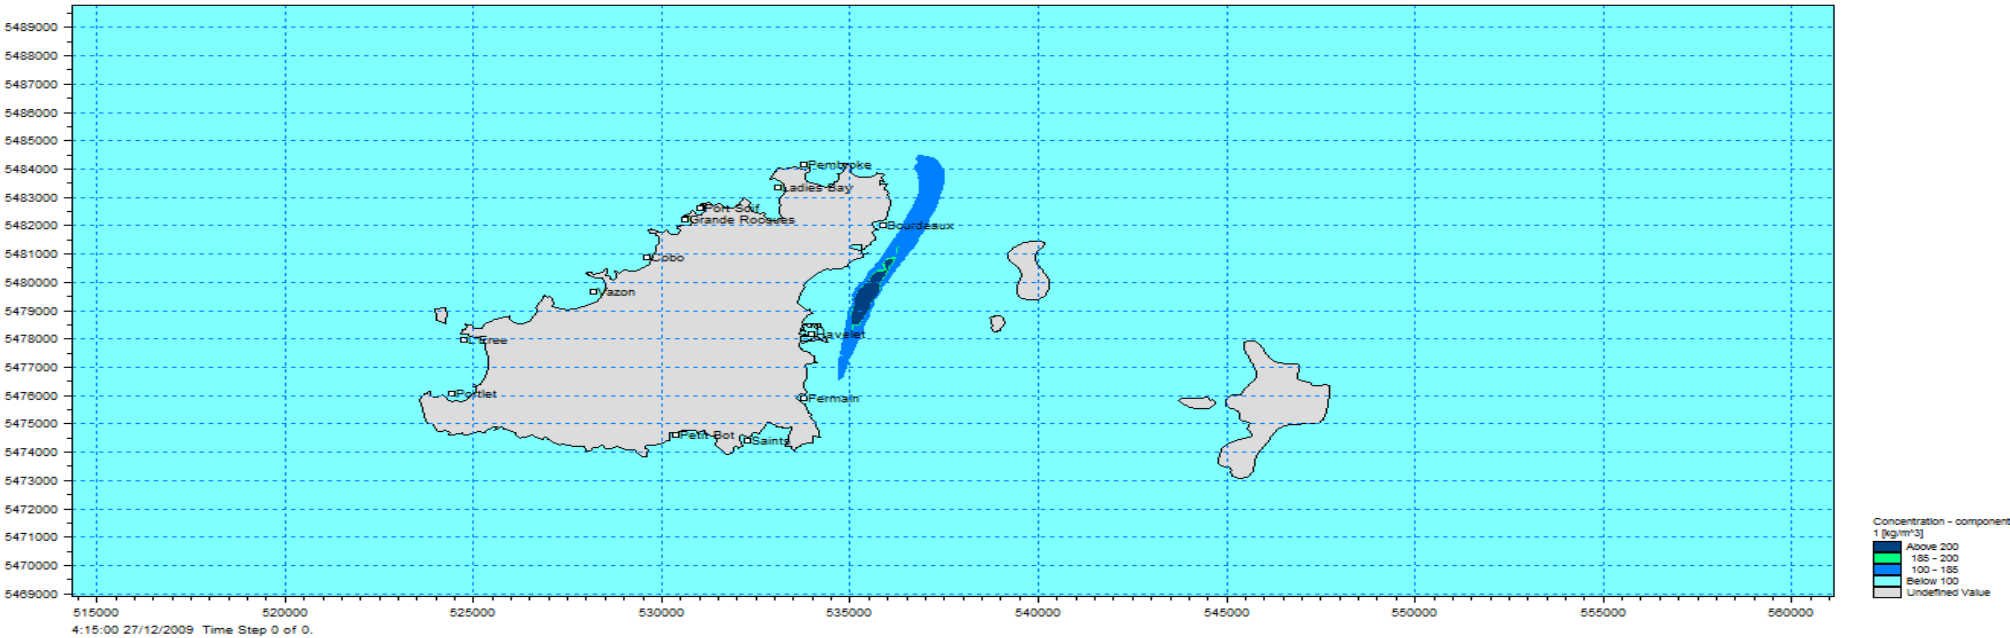 5489000
5488000
5487000
5486000
5485000
5484000
5483000
5482000
5481000
5480000
5479000
5478000
5477000
5476000
5475000
5474000
5473000
5472000
5471000
5470000
5469000
Pembroke
Ladies Bay
Port Soif
Grande Rocques
Bourdeaux
Cobo
Vazon
Havelet
L'Eree
Portlet
Fermain
Petit Bot
Saints
515000 520000 525000 530000 535000 540000 545000 550000 555000 560000
4:15:00 27/12/2009 Time Step 0 of 0.
Concentration - component
1 [kg/m^3]
Above 200
185 - 200
100 - 185
Below 100
Undefined Value